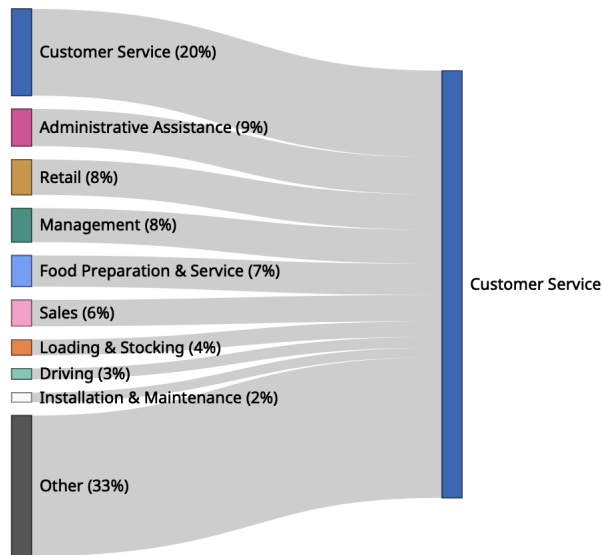 Customer Service (20%)
Administrative Assistance (9%)
Retail (8%)
Management (8%)
Food Preparation & Service (7%)
Customer Service
Sales (6%)
Loading & Stocking (4%)
Driving (3%)
Installation & Maintenance (2%)
Other (33%)